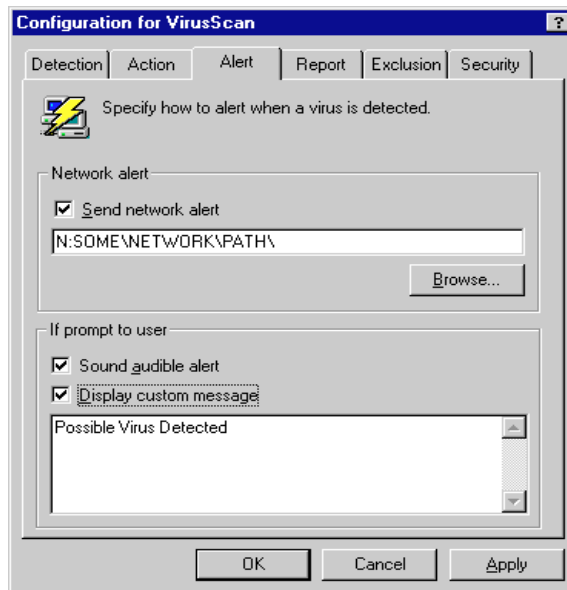 Configuration for VirusScan ?
Detection Action Alert Report Exclusion Security
Specify how to alert when a virus is detected.
Network alert
Send network alert
N:SOME\NETWORK\PATH\
Browse...
If prompt to user
Sound audible alert
Display custom message
Possible Virus Detected
OK Cancel Apply